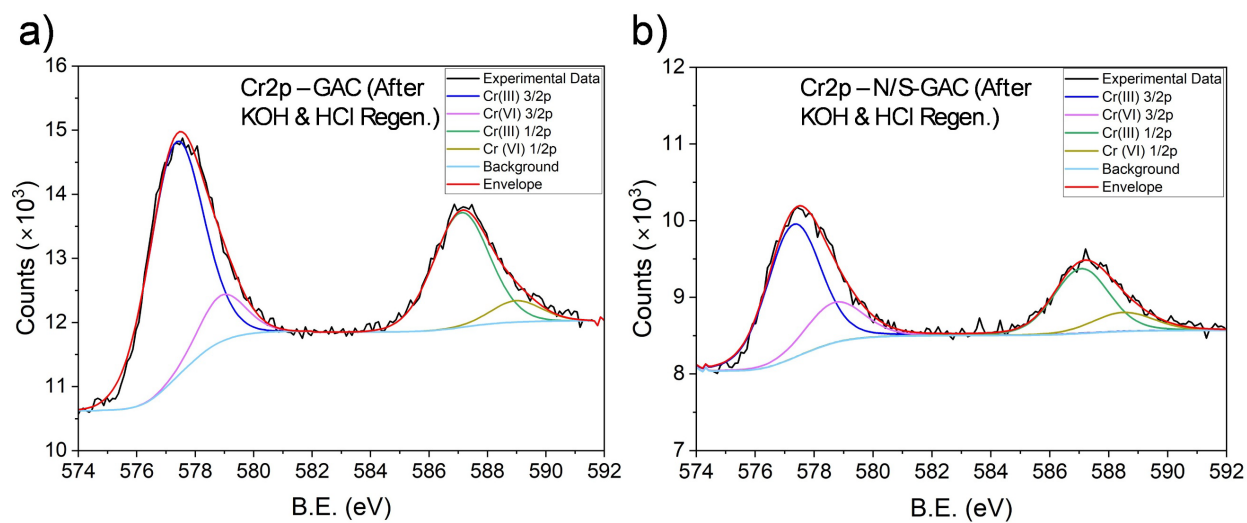 a)
Cr2p – GAC (After
KOH & HCl Regen.)
Experimental Data
Cr(III) 3/2p
Cr(VI) 3/2p
Cr(III) 1/2p
Cr (VI) 1/2p
Background
Envelope
Counts (×10³)
16
15
14
13
12
11
10
574 576 578 580 582 584 586 588 590 592
B.E. (eV)
b)
Cr2p – N/S-GAC (After
KOH & HCl Regen.)
Experimental Data
Cr(III) 3/2p
Cr(VI) 3/2p
Cr(III) 1/2p
Cr (VI) 1/2p
Background
Envelope
Counts (×10³)
12
11
10
9
8
7
574 576 578 580 582 584 586 588 590 592
B.E. (eV)